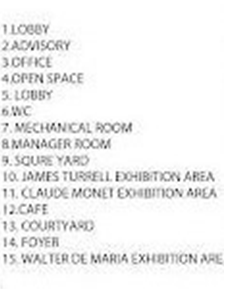 1.LOBBY
2.ADVISORY
3.OFFICE
4.OPEN SPACE
5. LOBBY
6.WC
7. MECHANICAL ROOM
8.MANAGER ROOM
9. SQURE YARD
10. JAMES TURRELL EXHIBITION AREA
11. CLAUDE MONET EXHIBITION AREA
12.CAFE
13. COURTYARD
14. FOYER
15. WALTER DE MARIA EXHIBITION ARE